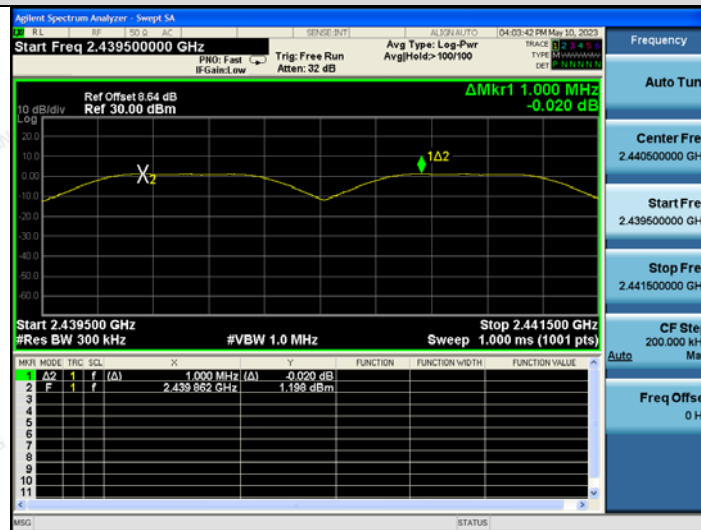 Agilent Spectrum Analyzer - Swept SA
RL RF 50 Ω AC SENSE:INT ALIGN AUTO 04:03:42 PM May 10, 2023
Start Freq 2.439500000 GHz
PNO: Fast
IFGain:Low
Trig: Free Run
Atten: 32 dB
Avg Type: Log-Pwr
Avg|Hold:>100/100
TRACE 1 2 3 4 5 6
TYPE M
DET P N N N N N
ΔMkr1 1.000 MHz
-0.020 dB
Ref Offset 8.64 dB
10 dB/div Ref 30.00 dBm
Log
20.0
10.0
0.00
-10.0
-20.0
-30.0
-40.0
-50.0
-60.0
X2
1Δ2
Start 2.439500 GHz Stop 2.441500 GHz
#Res BW 300 kHz #VBW 1.0 MHz Sweep 1.000 ms (1001 pts)
MKR MODE TRC SCL X Y FUNCTION FUNCTION WIDTH FUNCTION VALUE
1 Δ2 1 f (Δ) 1.000 MHz (Δ) -0.020 dB
2 F 1 f 2.439 862 GHz 1.198 dBm
3
4
5
6
7
8
9
10
11
MSG STATUS
Frequency
Auto Tun
Center Fre
2.440500000 GH
Start Fre
2.439500000 GH
Stop Fre
2.441500000 GH
CF Ste
200.000 kH
Auto Ma
Freq Offse
0 H